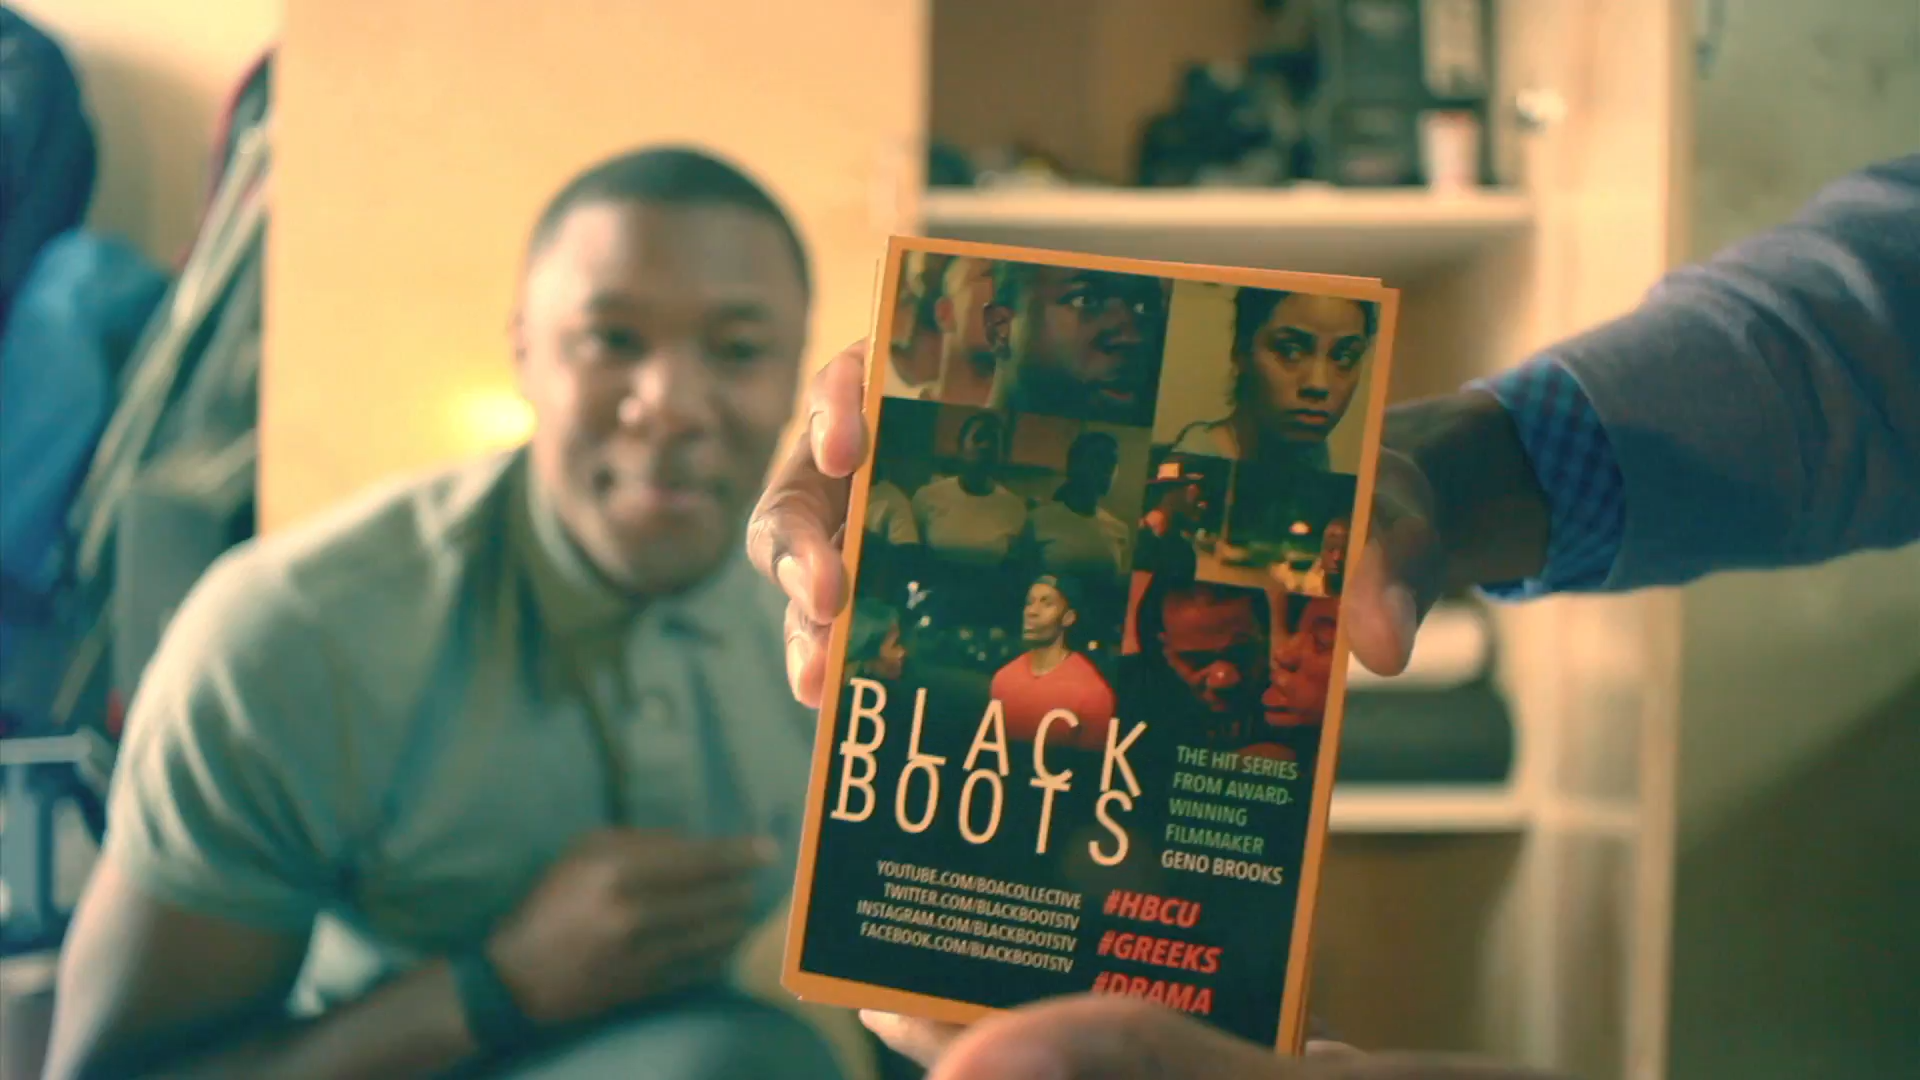 BLACK
BOOTS
THE HIT SERIES
FROM AWARD-
WINNING
FILMMAKER
GENO BROOKS
YOUTUBE.COM/BOACOLLECTIVE
TWITTER.COM/BLACKBOOTSTV
INSTAGRAM.COM/BLACKBOOTSTV
FACEBOOK.COM/BLACKBOOTSTV
#HBCU
#GREEKS
#DRAMA